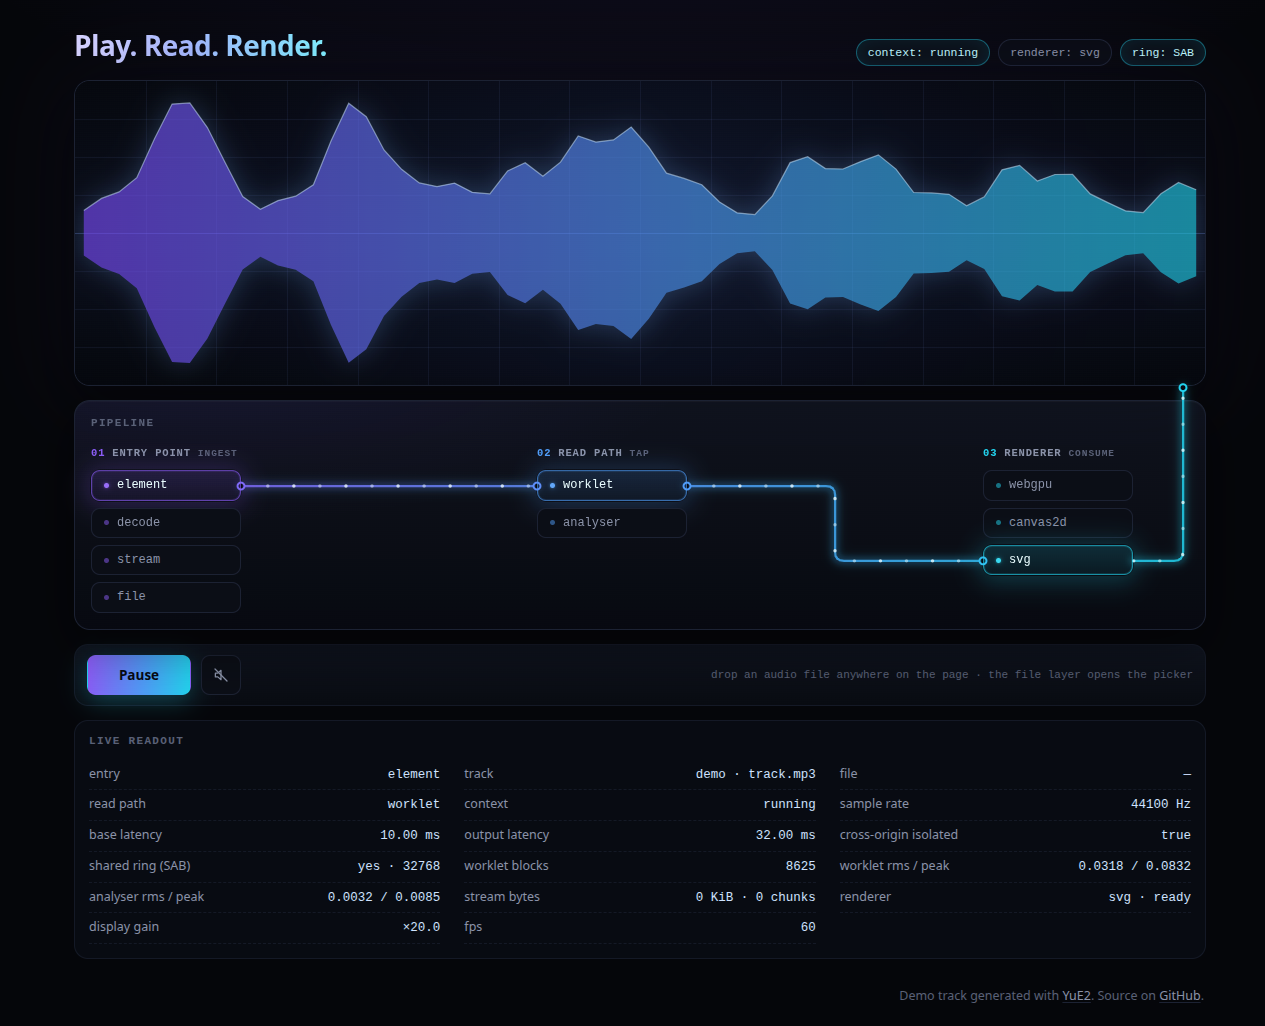 Play. Read. Render.
context: running
renderer: svg
ring: SAB
PIPELINE
01 ENTRY POINT INGEST
element
decode
stream
file
02 READ PATH TAP
worklet
analyser
03 RENDERER CONSUME
webgpu
canvas2d
svg
Pause
drop an audio file anywhere on the page · the file layer opens the picker
LIVE READOUT
entry element track demo · track.mp3 file —
read path worklet context running sample rate 44100 Hz
base latency 10.00 ms output latency 32.00 ms cross-origin isolated true
shared ring (SAB) yes · 32768 worklet blocks 8625 worklet rms / peak 0.0318 / 0.0832
analyser rms / peak 0.0032 / 0.0085 stream bytes 0 KiB · 0 chunks renderer svg · ready
display gain ×20.0 fps 60
Demo track generated with YuE2. Source on GitHub.